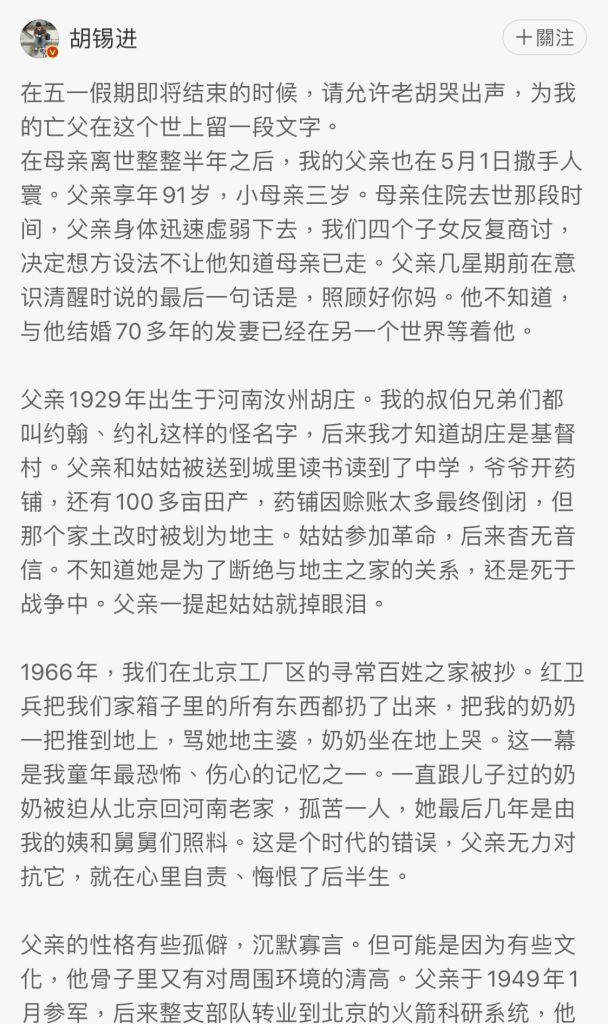 胡锡进
＋關注
在五一假期即将结束的时候，请允许老胡哭出声，为我
的亡父在这个世上留一段文字。
在母亲离世整整半年之后，我的父亲也在5月1日撒手人
寰。父亲享年91岁，小母亲三岁。母亲住院去世那段时
间，父亲身体迅速虚弱下去，我们四个子女反复商讨，
决定想方设法不让他知道母亲已走。父亲几星期前在意
识清醒时说的最后一句话是，照顾好你妈。他不知道，
与他结婚70多年的发妻已经在另一个世界等着他。
父亲1929年出生于河南汝州胡庄。我的叔伯兄弟们都
叫约翰、约礼这样的怪名字，后来我才知道胡庄是基督
村。父亲和姑姑被送到城里读书读到了中学，爷爷开药
铺，还有100多亩田产，药铺因赊账太多最终倒闭，但
那个家土改时被划为地主。姑姑参加革命，后来杳无音
信。不知道她是为了断绝与地主之家的关系，还是死于
战争中。父亲一提起姑姑就掉眼泪。
1966年，我们在北京工厂区的寻常百姓之家被抄。红卫
兵把我们家箱子里的所有东西都扔了出来，把我的奶奶
一把推到地上，骂她地主婆，奶奶坐在地上哭。这一幕
是我童年最恐怖、伤心的记忆之一。一直跟儿子过的奶
奶被迫从北京回河南老家，孤苦一人，她最后几年是由
我的姨和舅舅们照料。这是个时代的错误，父亲无力对
抗它，就在心里自责、悔恨了后半生。
父亲的性格有些孤僻，沉默寡言。但可能是因为有些文
化，他骨子里又有对周围环境的清高。父亲于1949年1
月参军，后来整支部队转业到北京的火箭科研系统，他